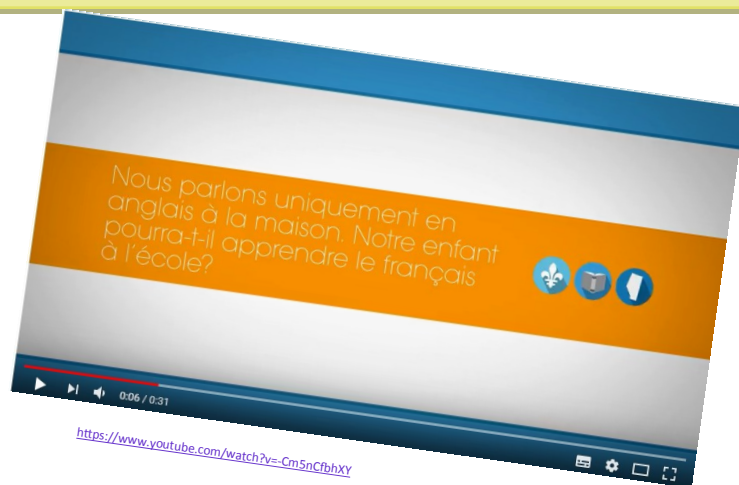 Nous parlons uniquement en
anglais à la maison. Notre enfant
pourra-t-il apprendre le français
à l'école?
0:06 / 0:31
https://www.youtube.com/watch?v=-Cm5nCfbhXY